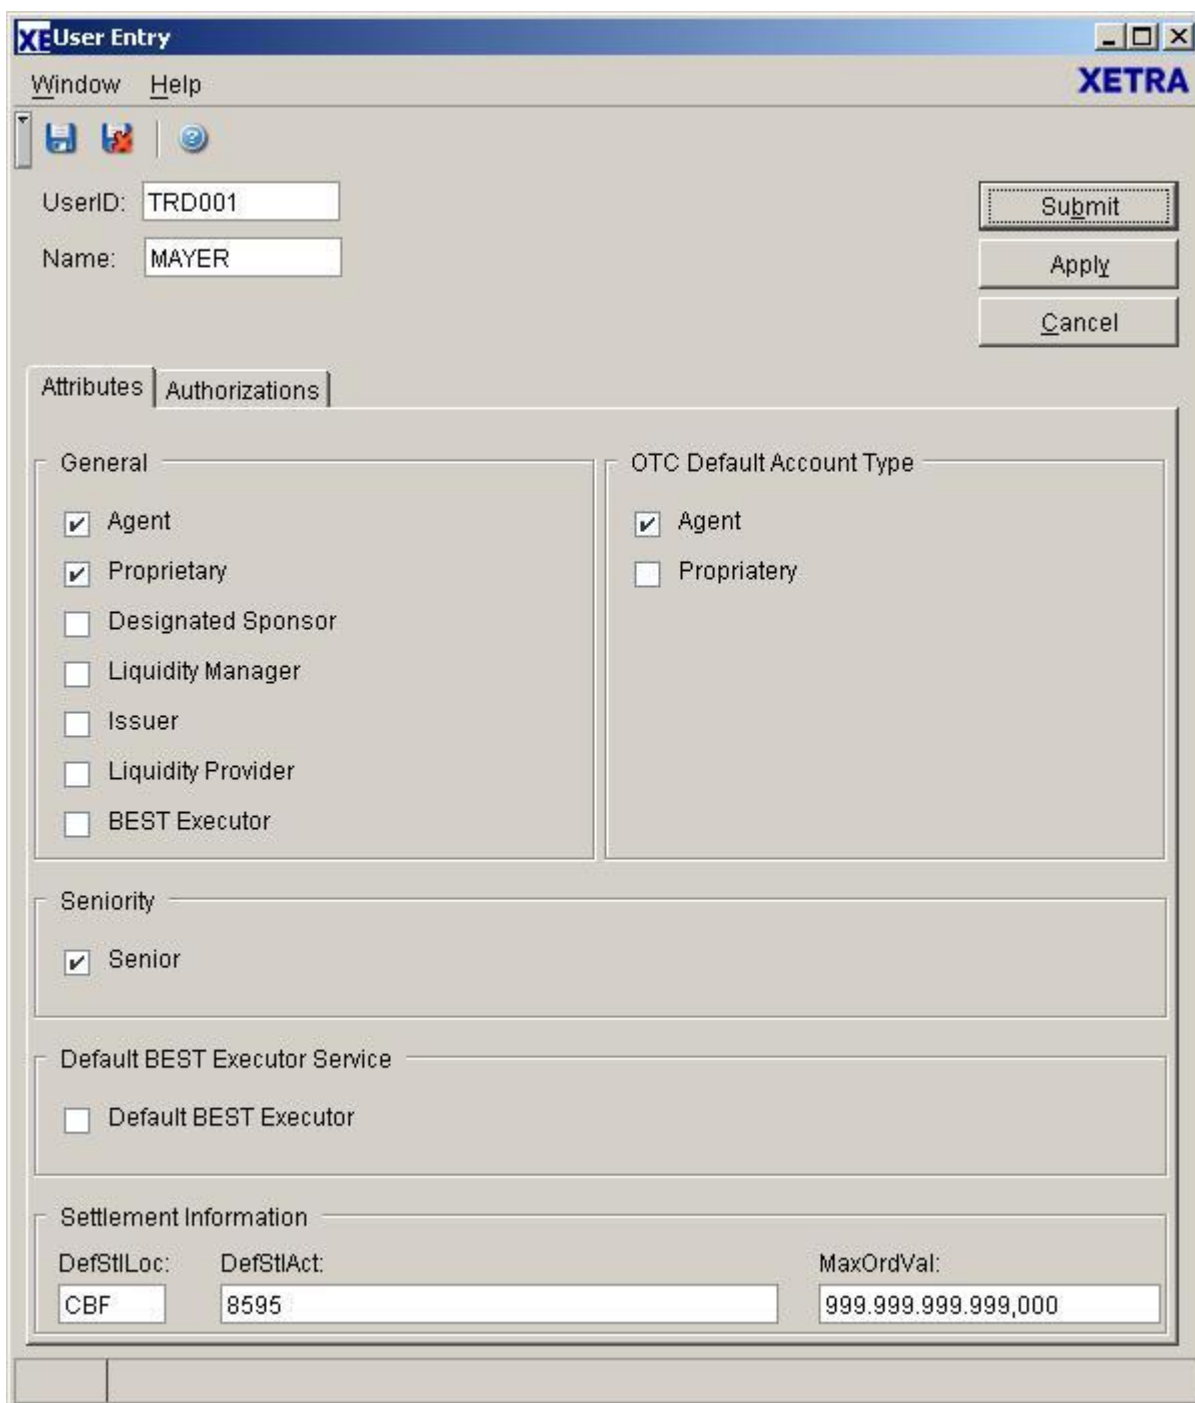 XE User Entry
Window Help XETRA
UserID: TRD001 Submit
Name: MAYER Apply
Cancel
Attributes Authorizations
General OTC Default Account Type
Agent Agent
Proprietary Propriatery
Designated Sponsor
Liquidity Manager
Issuer
Liquidity Provider
BEST Executor
Seniority
Senior
Default BEST Executor Service
Default BEST Executor
Settlement Information
DefStlLoc: DefStlAct: MaxOrdVal:
CBF 8595 999.999.999.999,000